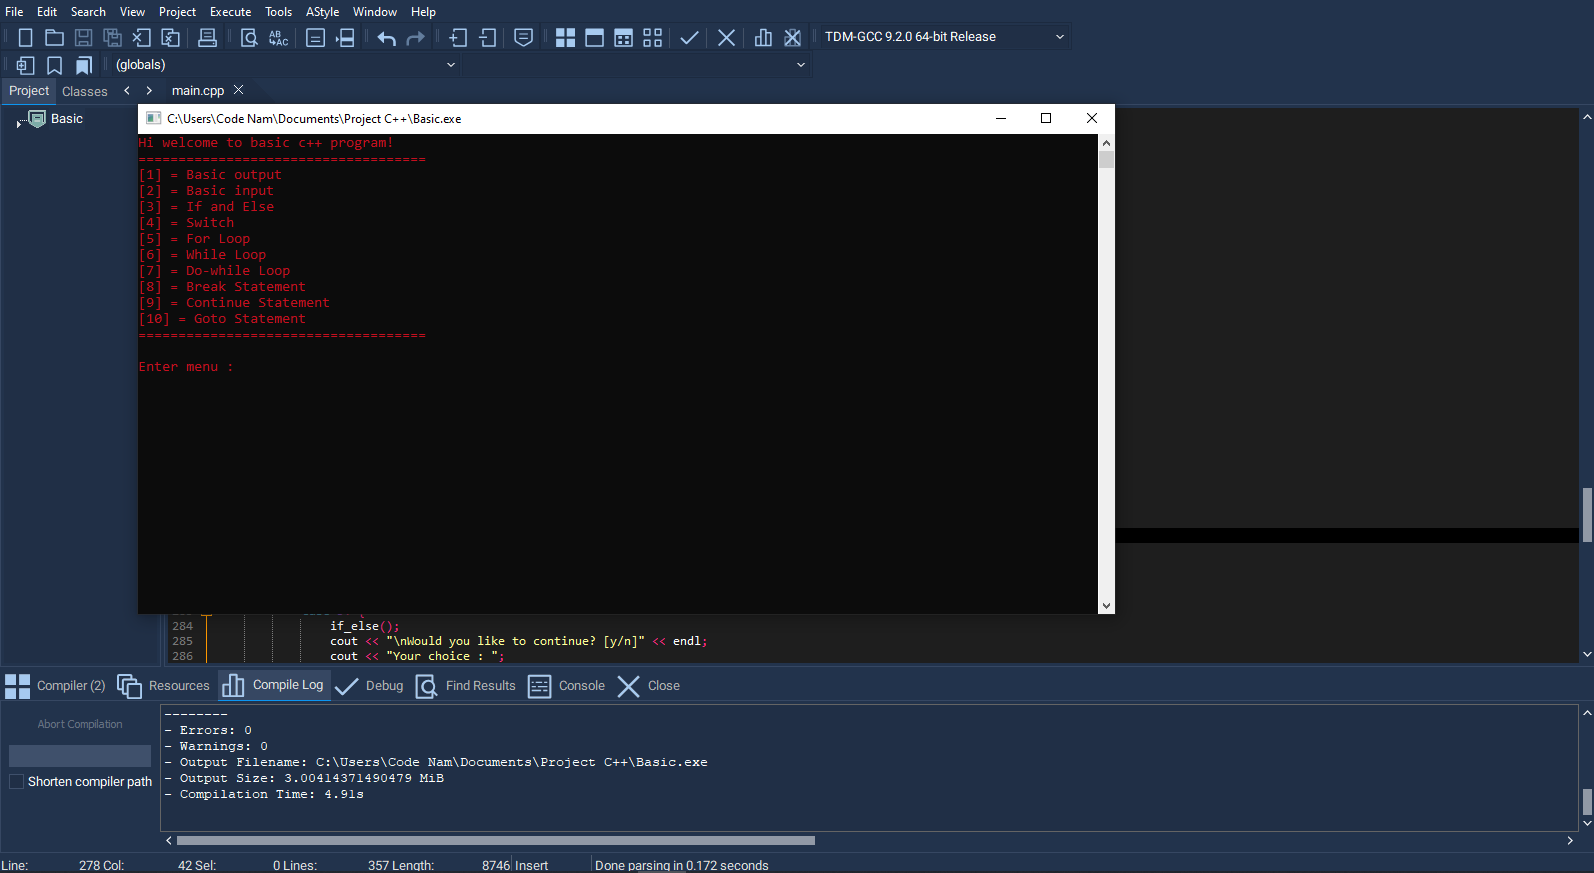 File Edit Search View Project Execute Tools AStyle Window Help
TDM-GCC 9.2.0 64-bit Release
(globals)
Project Classes main.cpp
Basic
C:\Users\Code Nam\Documents\Project C++\Basic.exe
Hi welcome to basic c++ program!
====================================
[1] = Basic output
[2] = Basic input
[3] = If and Else
[4] = Switch
[5] = For Loop
[6] = While Loop
[7] = Do-while Loop
[8] = Break Statement
[9] = Continue Statement
[10] = Goto Statement
====================================
Enter menu :
284 if_else();
285 cout << "\nWould you like to continue? [y/n]" << endl;
286 cout << "Your choice : ";
Compiler (2) Resources Compile Log Debug Find Results Console Close
Abort Compilation
Shorten compiler path
--------
- Errors: 0
- Warnings: 0
- Output Filename: C:\Users\Code Nam\Documents\Project C++\Basic.exe
- Output Size: 3.00414371490479 MiB
- Compilation Time: 4.91s
Line: 278 Col: 42 Sel: 0 Lines: 357 Length: 8746 Insert Done parsing in 0.172 seconds